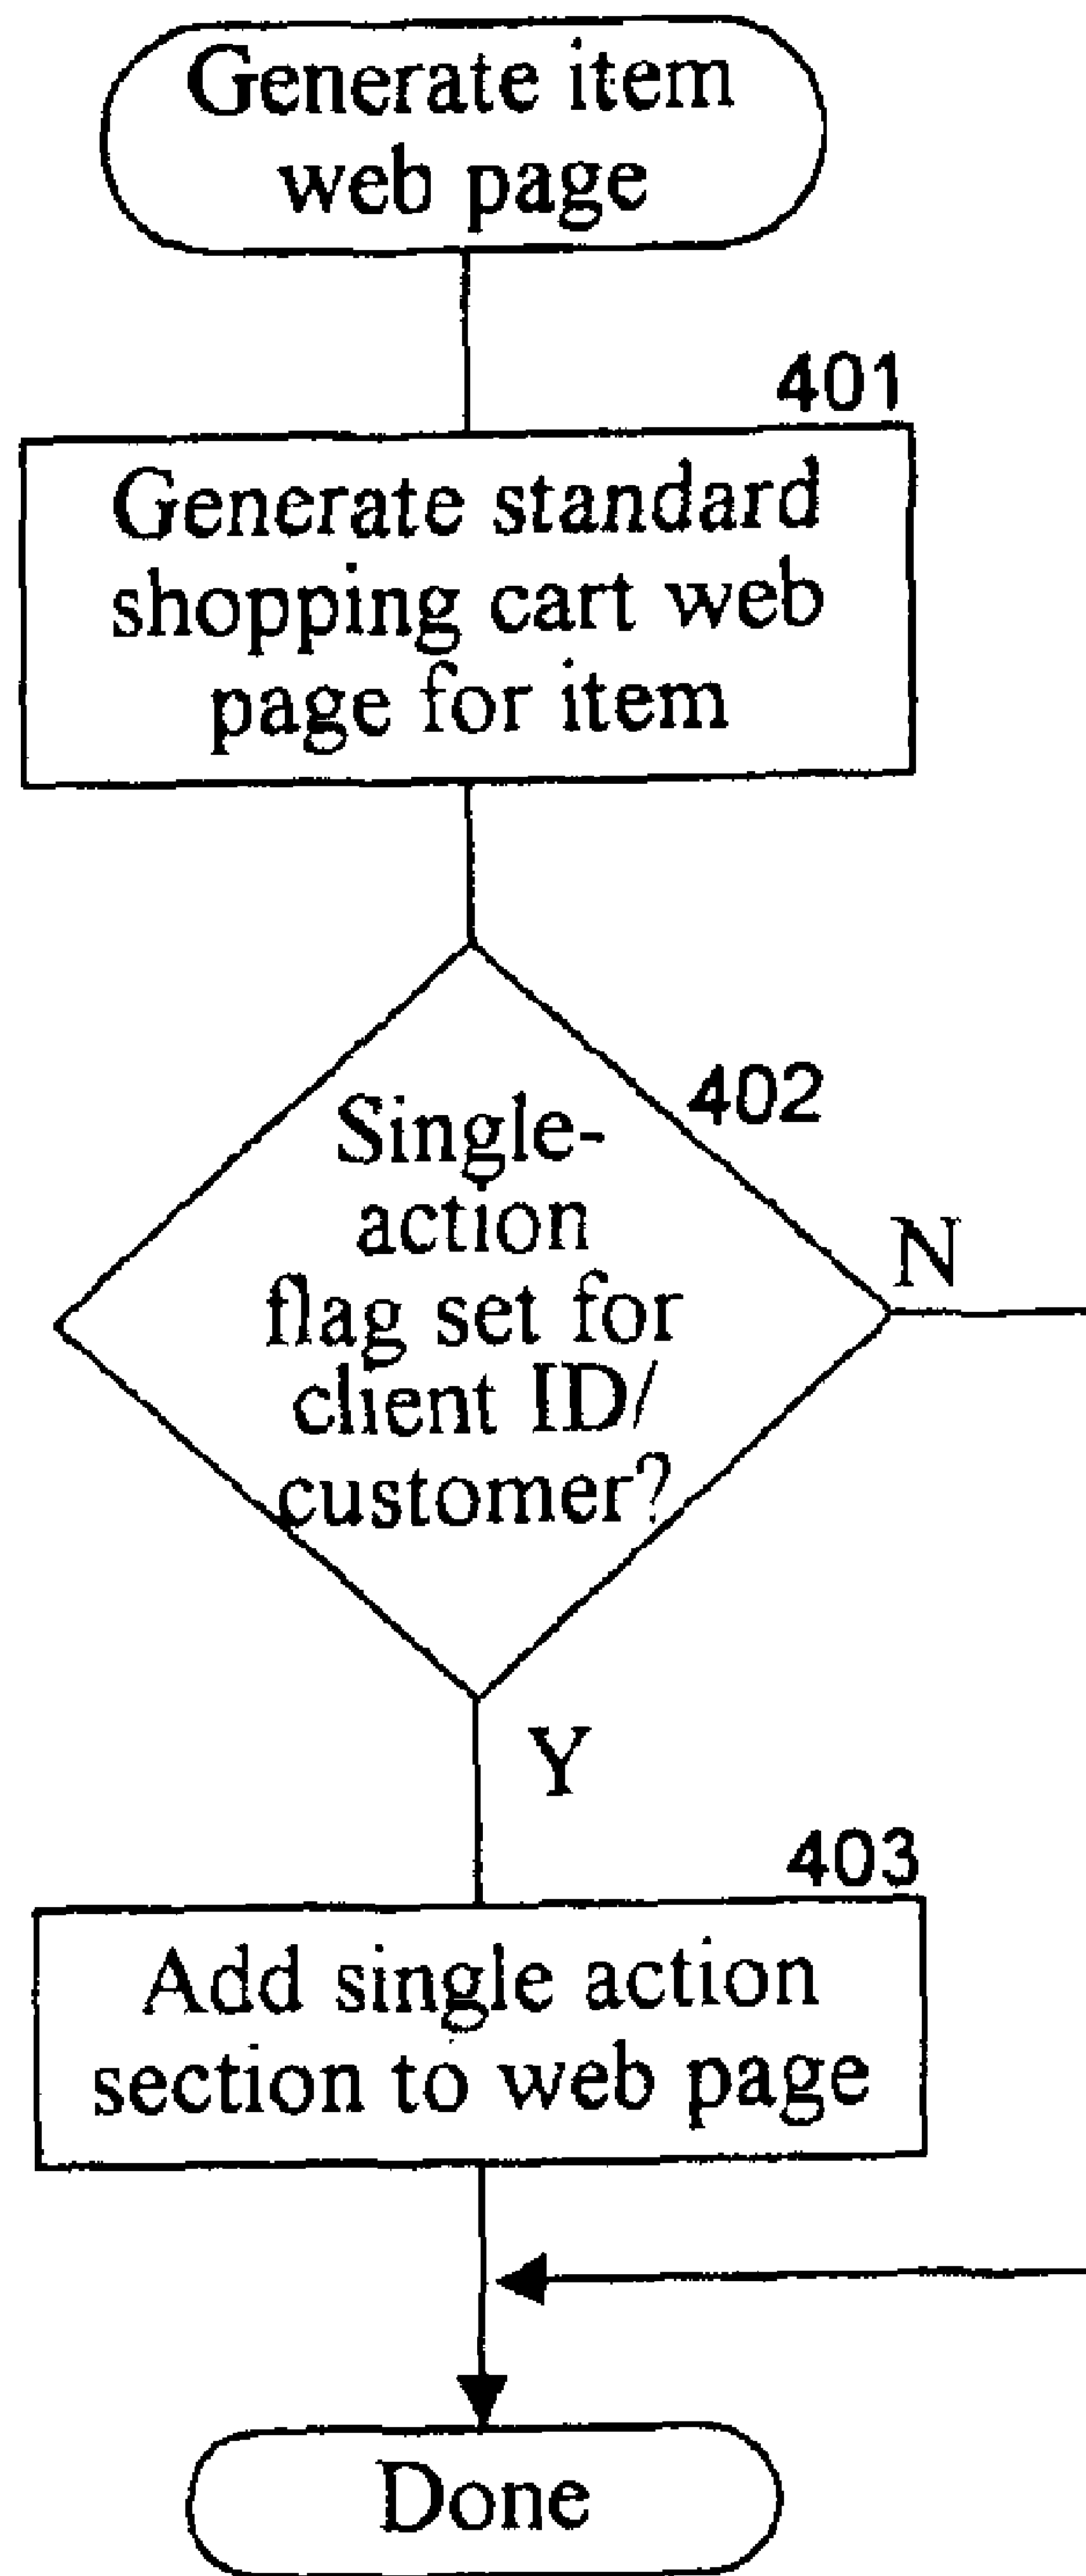 Generate item
web page
401
Generate standard
shopping cart web
page for item
402
Single-
action
flag set for
client ID/
customer?
N
Y
403
Add single action
section to web page
Done